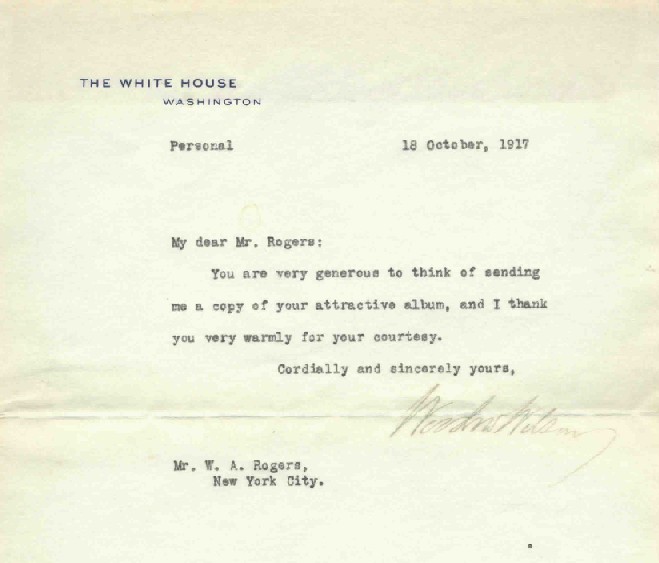 THE WHITE HOUSE
WASHINGTON
Personal 18 October, 1917
My dear Mr. Rogers:
You are very generous to think of sending
me a copy of your attractive album, and I thank
you very warmly for your courtesy.
Cordially and sincerely yours,
Woodrow Wilson
Mr. W. A. Rogers,
New York City.